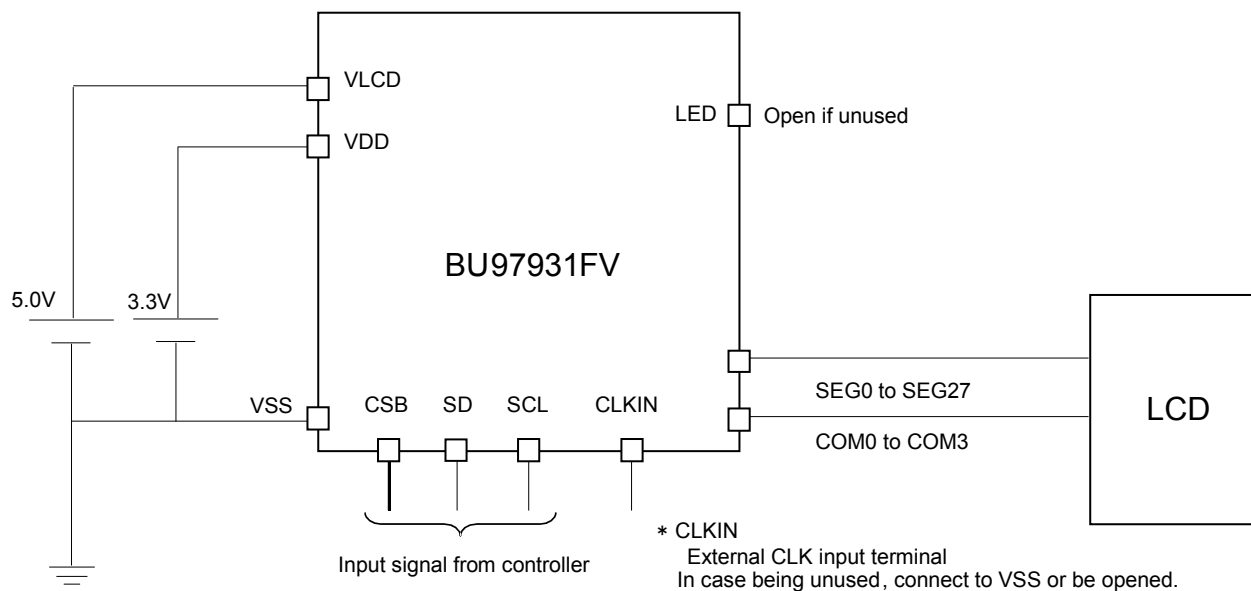 VLCD
LED
Open if unused
VDD
BU97931FV
5.0V
3.3V
VSS
CSB
SD
SCL
CLKIN
SEG0 to SEG27
LCD
COM0 to COM3
* CLKIN
Input signal from controller
External CLK input terminal
In case being unused, connect to VSS or be opened.